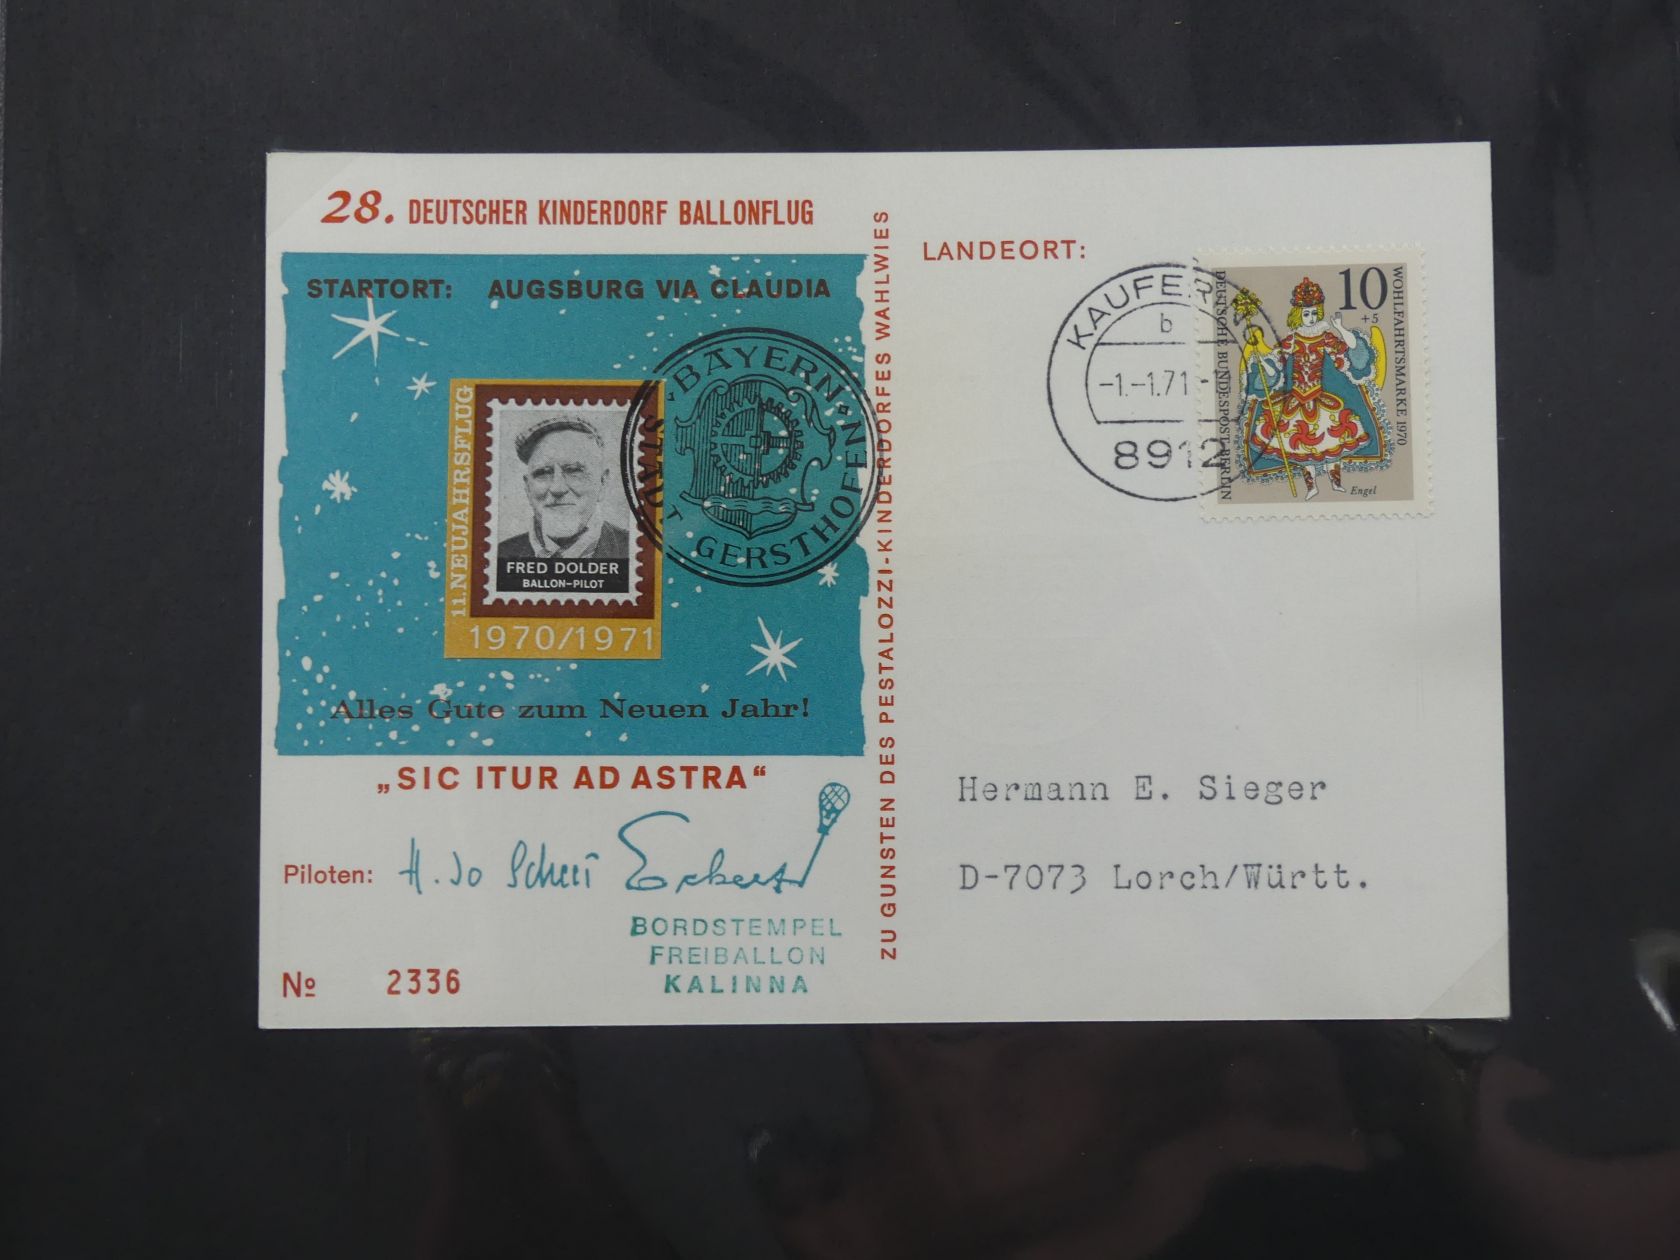 28. DEUTSCHER KINDERDORF BALLONFLUG
STARTORT: AUGSBURG VIA CLAUDIA
11. NEUJAHRSFLUG
FRED DOLDER
BALLON-PILOT
1970/1971
BAYERN
STADT GERSTHOFEN
Alles Gute zum Neuen Jahr!
„SIC ITUR AD ASTRA“
Piloten:
BORDSTEMPEL
FREIBALLON
KALINNA
№ 2336
ZU GUNSTEN DES PESTALOZZI-KINDERDORFES WAHLWIES
LANDEORT:
b
-1.-1.71
8912
DEUTSCHE BUNDESPOST BERLIN
10
+5
WOHLFAHRTSMARKE 1970
Engel
Hermann E. Sieger
D-7073 Lorch/Württ.